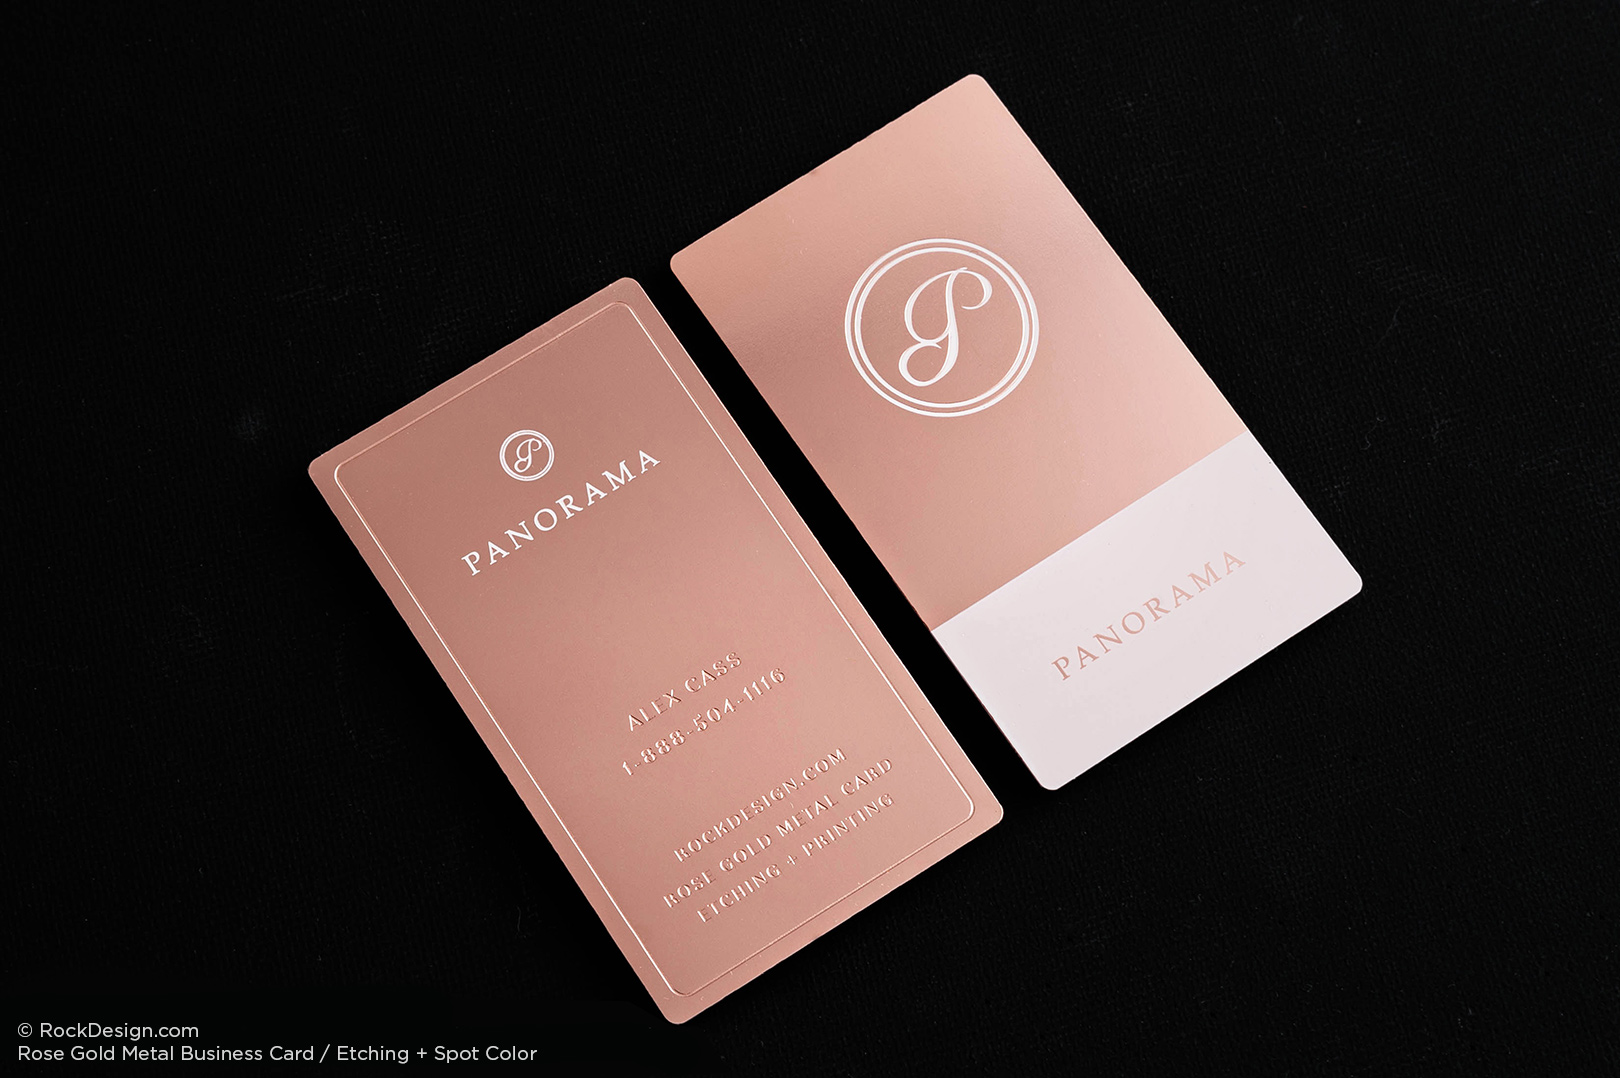 P
PANORAMA
ALEX CASS
1-888-504-1116
ROCKDESIGN.COM
ROSE GOLD METAL CARD
ETCHING + PRINTING
P
PANORAMA
© RockDesign.com
Rose Gold Metal Business Card / Etching + Spot Color